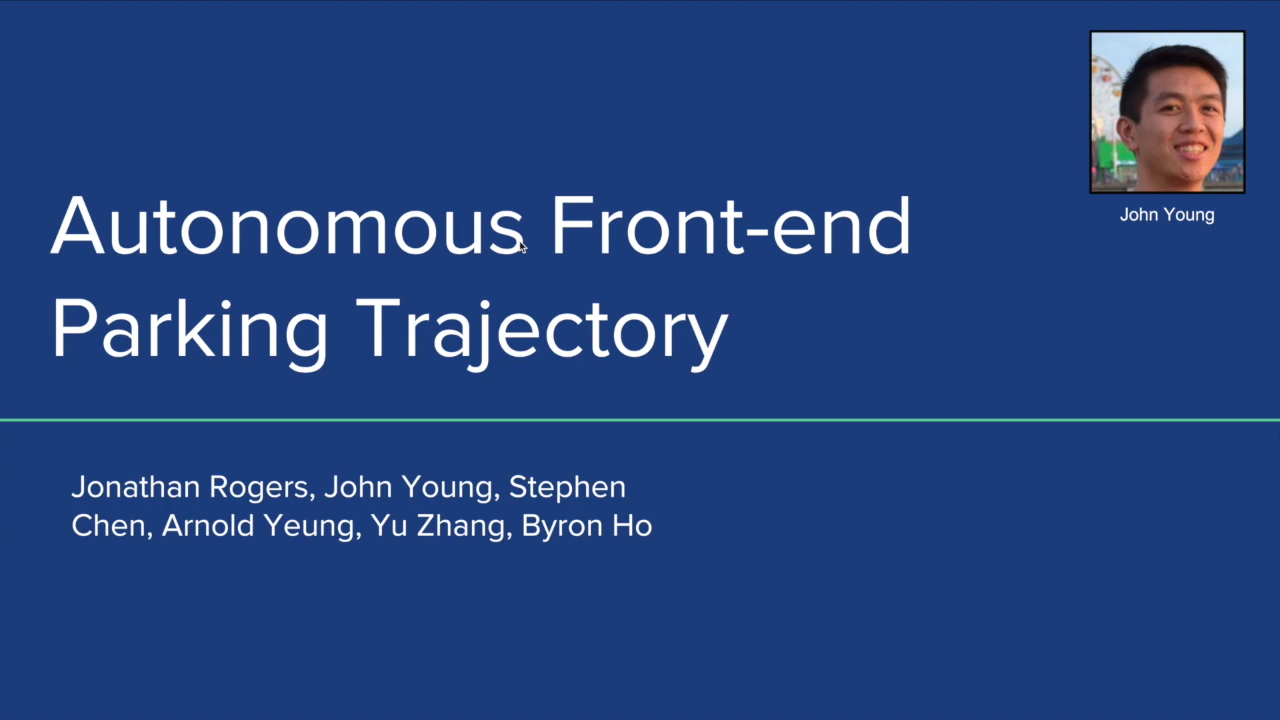 Autonomous Front-end
Parking Trajectory
John Young
Jonathan Rogers, John Young, Stephen
Chen, Arnold Yeung, Yu Zhang, Byron Ho